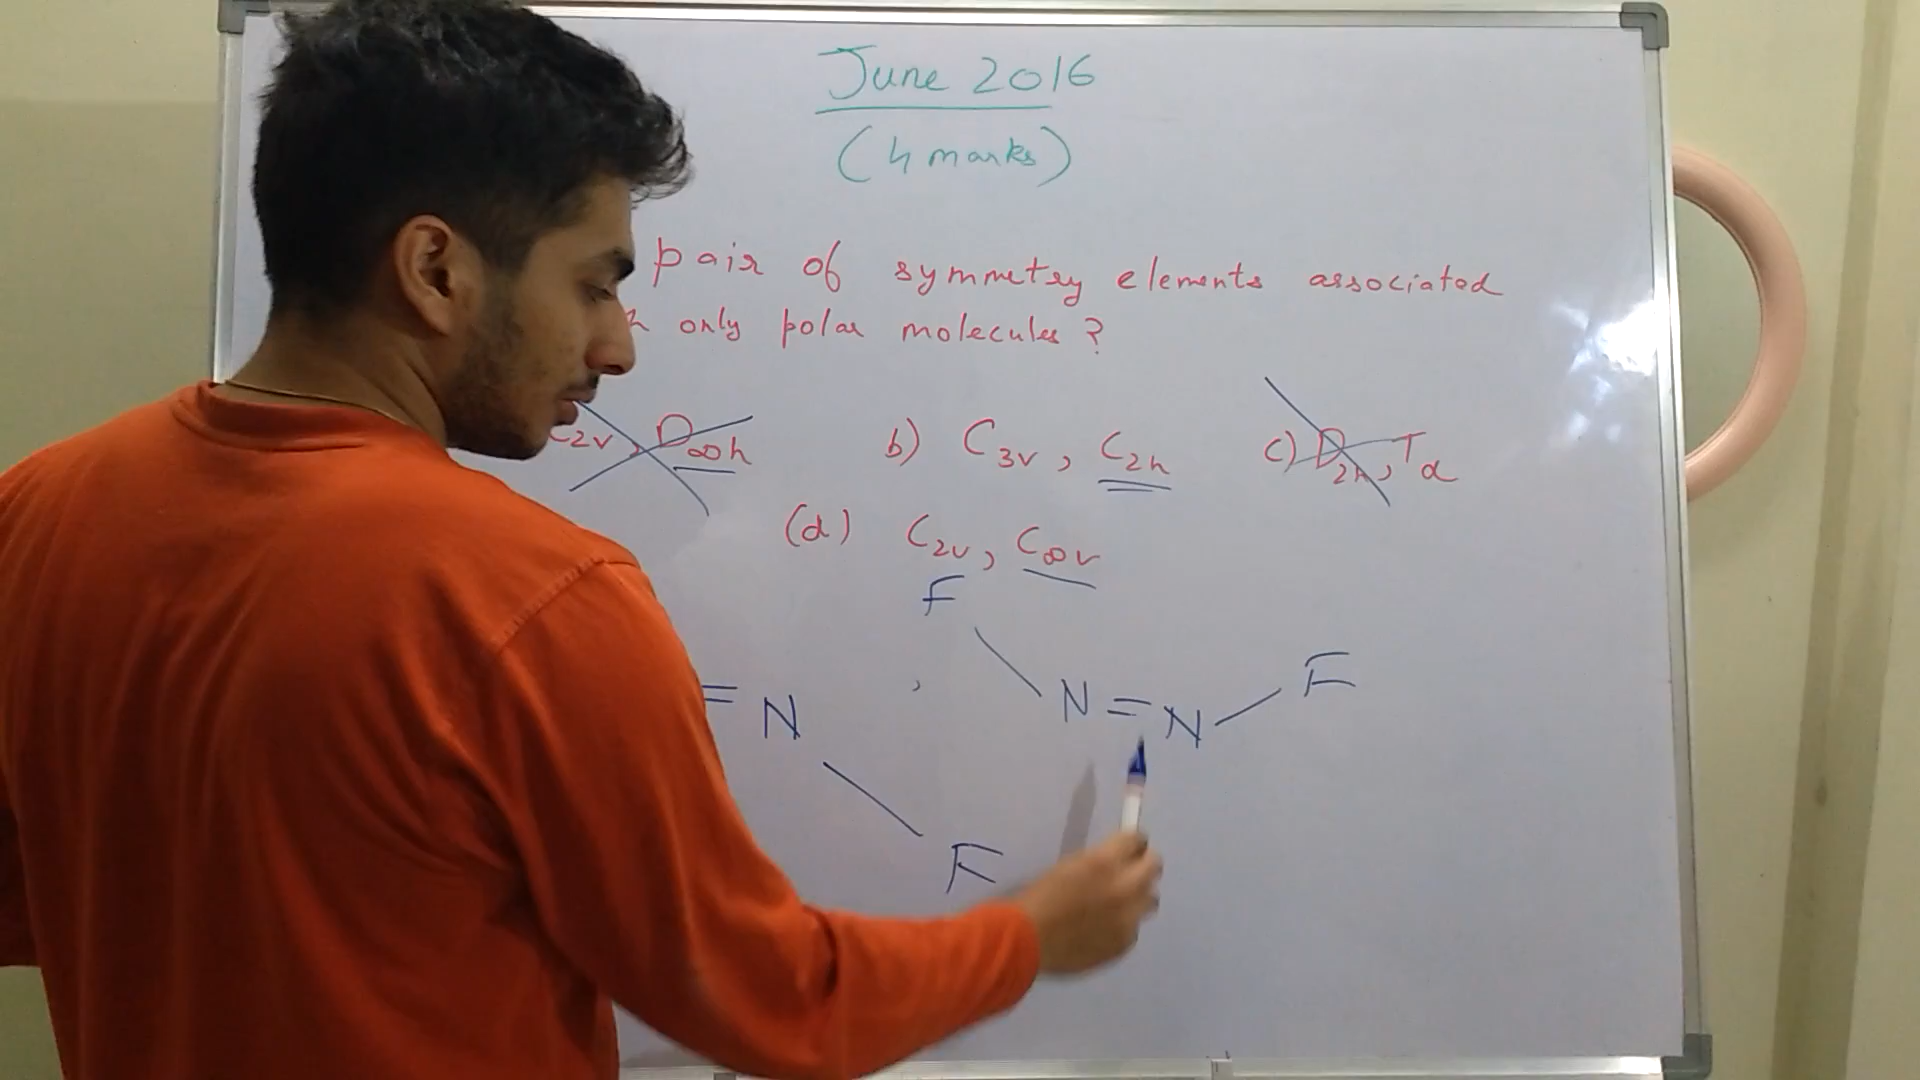 June 2016
(4 marks)
pair of symmetry elements associated
only polar molecules ?
C2v, D∞h b) C3v, C2h c) D2h, Td
(d) C2v, C∞v
F
N = N F
= N ,
F